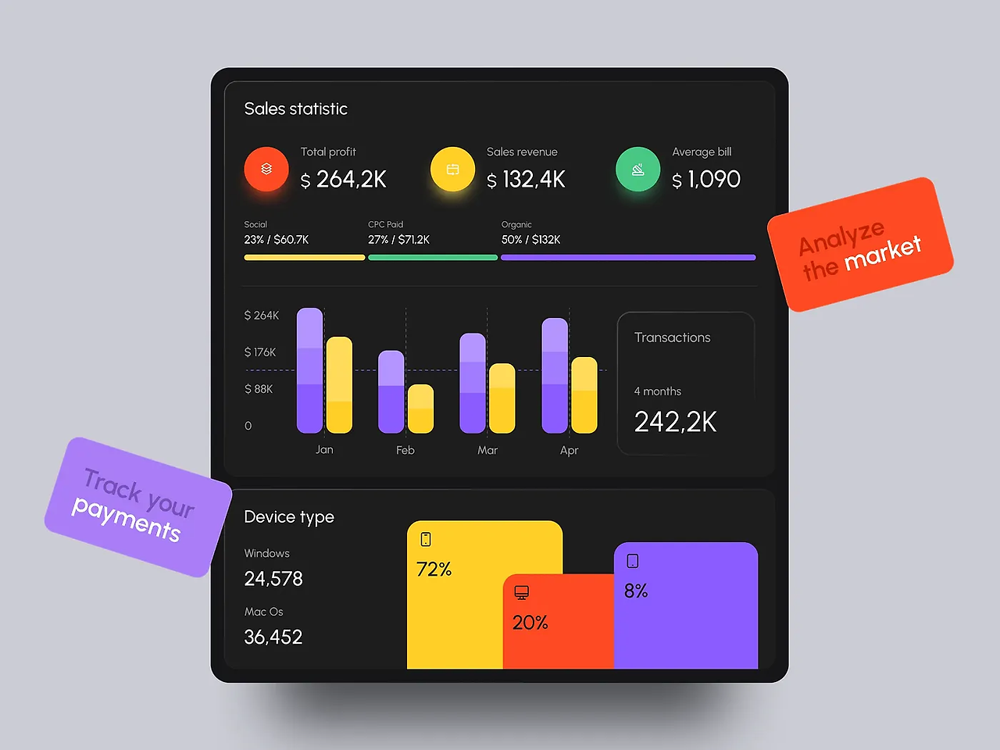 Sales statistic
Total profit
$ 264,2K
Sales revenue
$ 132,4K
Average bill
$ 1,090
Social
23% / $60.7K
CPC Paid
27% / $71,2K
Organic
50% / $132K
Analyze
the market
$ 264K
$ 176K
$ 88K
0
Jan
Feb
Mar
Apr
Transactions
4 months
242,2K
Track your
payments
Device type
Windows
24,578
Mac Os
36,452
72%
20%
8%